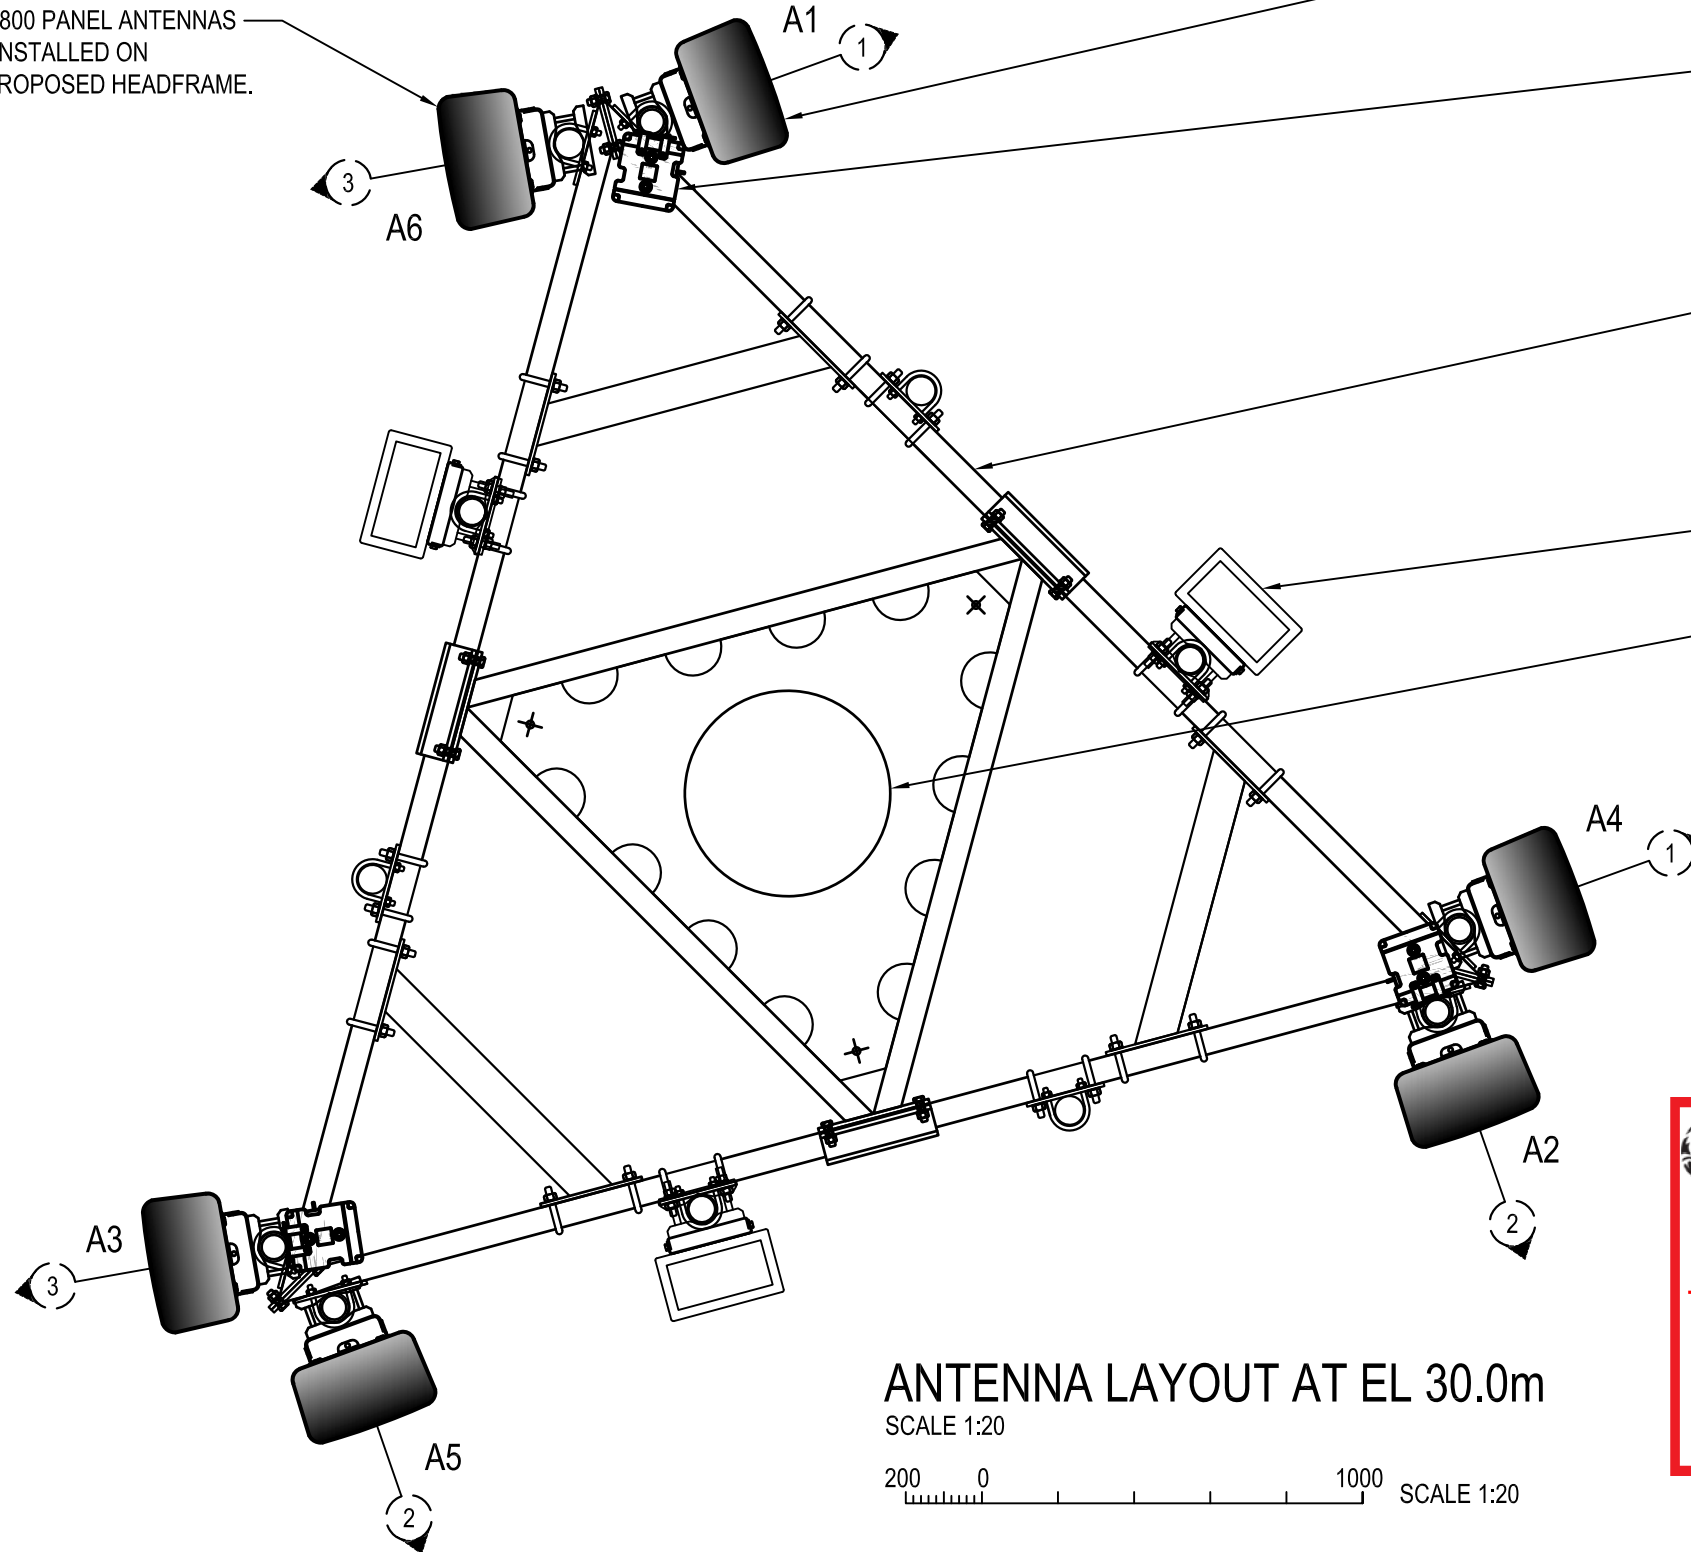 800 PANEL ANTENNAS
NSTALLED ON
ROPOSED HEADFRAME.
A1
1
3
A6
A4
1
A2
2
A3
3
A5
2
ANTENNA LAYOUT AT EL 30.0m
SCALE 1:20
200 0 1000 SCALE 1:20